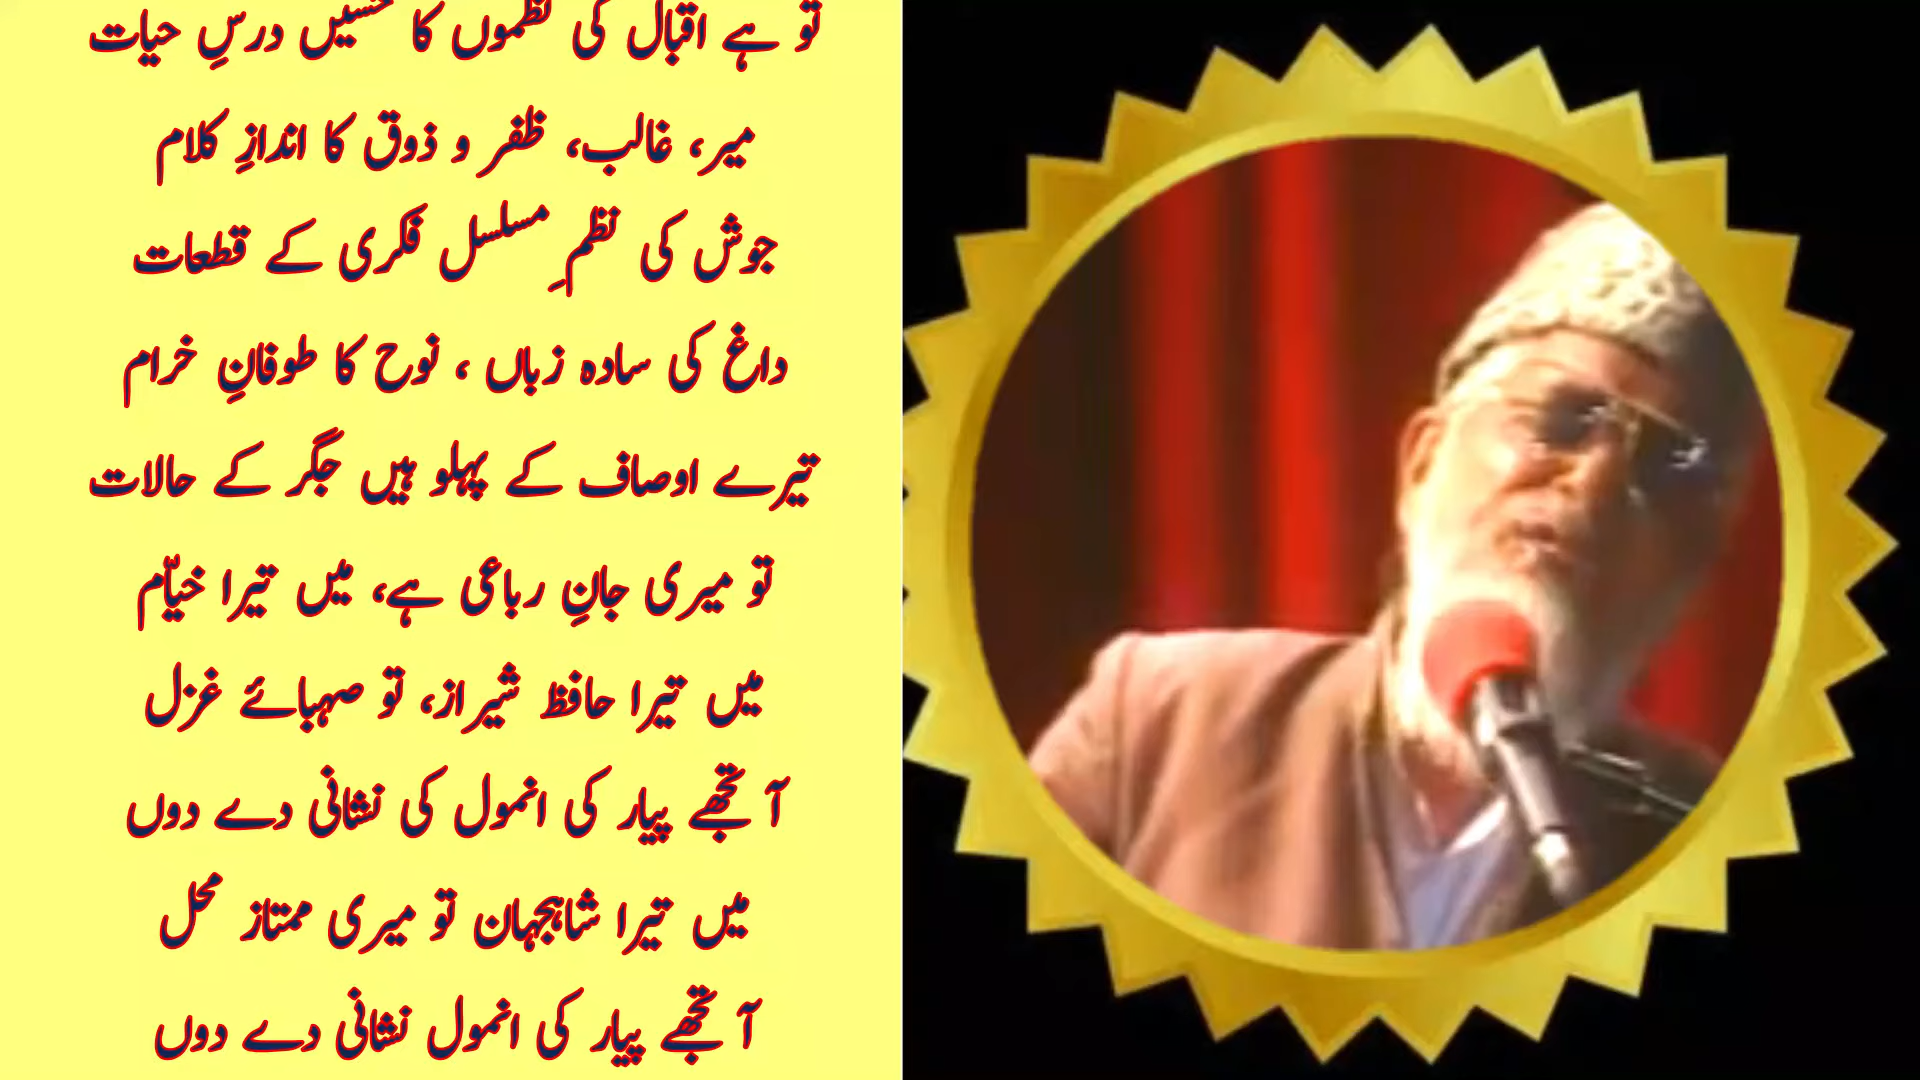 تو ہے اقبال کی نظموں کا حسیں درسِ حیات
میر، غالب، ظفر و ذوق کا اندازِ کلام
جوش کی نظم ِ مسلسل فکری کے قطعات
داغ کی سادہ زباں ، نوح کا طوفانِ خرام
تیرے اوصاف کے پہلو ہیں جگر کے حالات
تو میری جانِ رباعی ہے، میں تیرا خیاّم
میں تیرا حافظ شیراز، تو صہبائے غزل
آ تجھے پیار کی انمول کی نشانی دے دوں
میں تیرا شاہجہان تو میری ممتاز محل
آ تجھے پیار کی انمول نشانی دے دوں